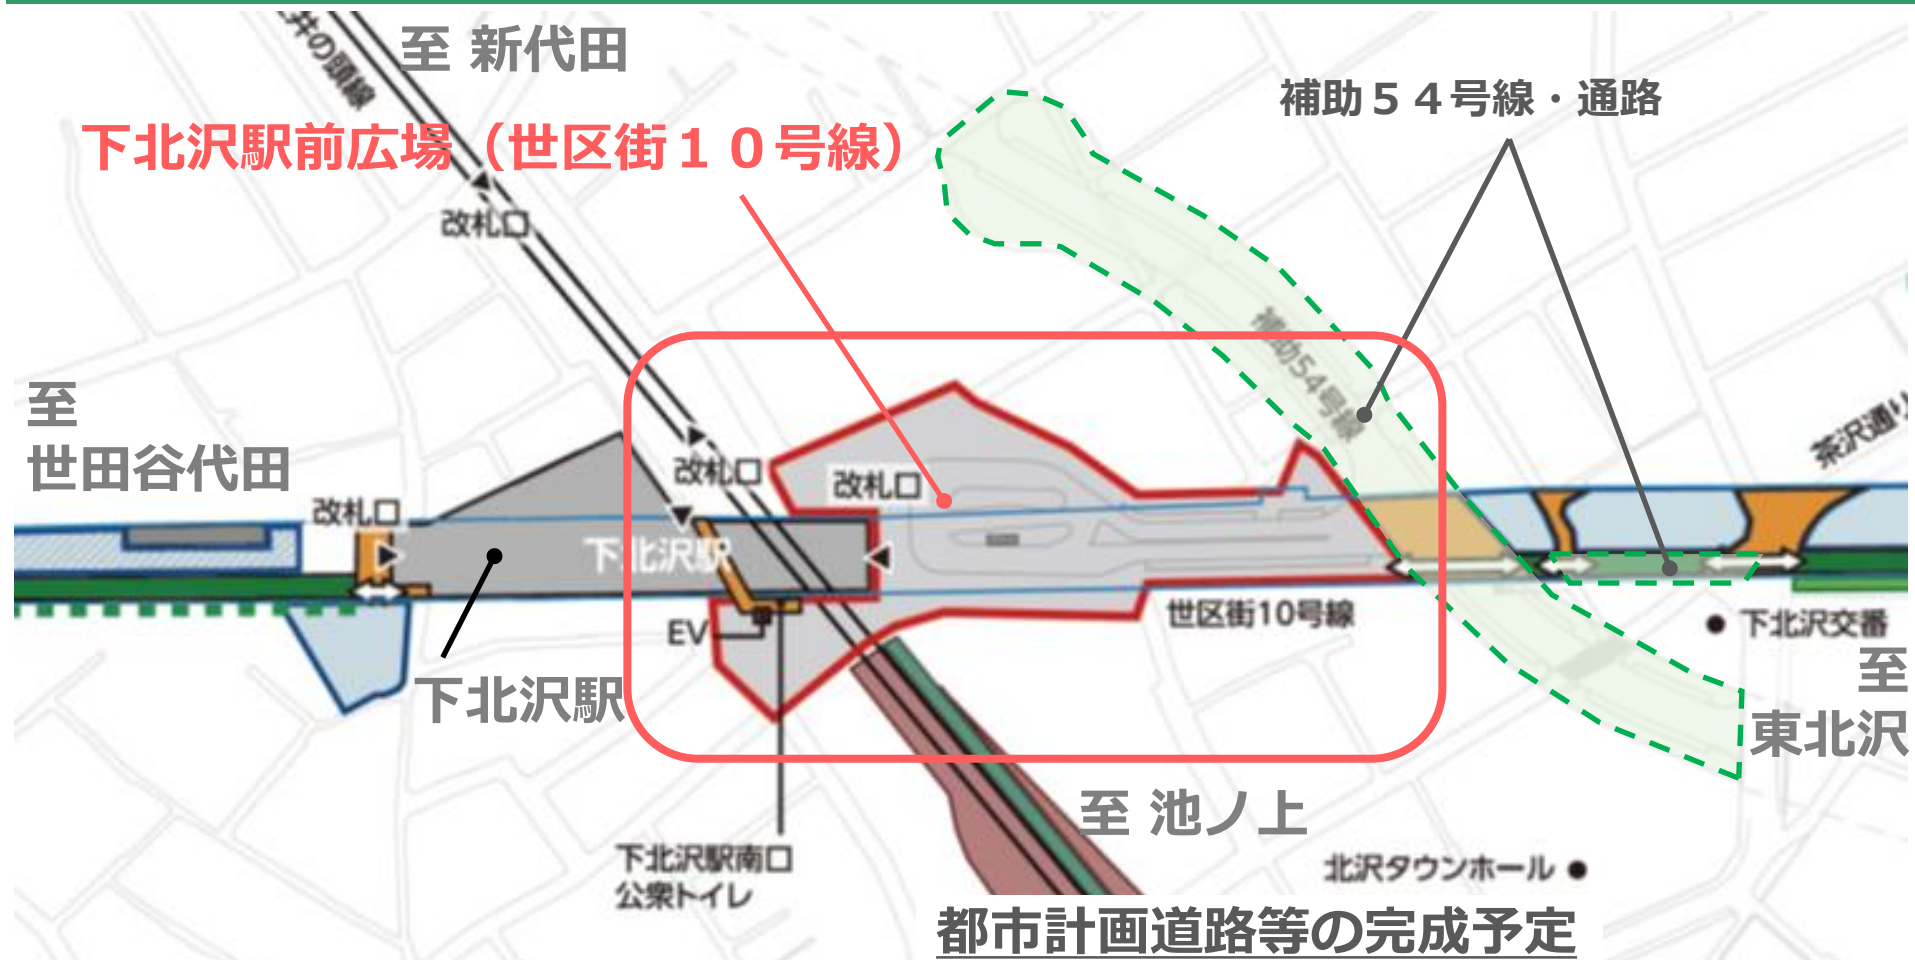 井の頭線
至 新代田
補助５４号線・通路
下北沢駅前広場（世区街１０号線）
改札口
補助54号線
至
世田谷代田
茶沢通り
改札口
改札口
改札口
下北沢駅
世区街10号線
EV
下北沢交番
下北沢駅
至
東北沢
至 池ノ上
下北沢駅南口
公衆トイレ
北沢タウンホール
都市計画道路等の完成予定